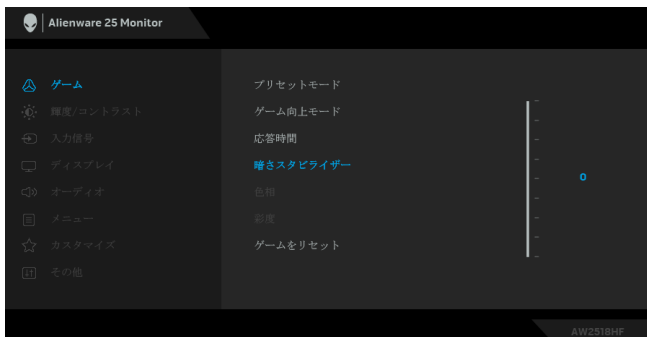 Alienware 25 Monitor
ゲーム
輝度/コントラスト
入力信号
ディスプレイ
オーディオ
メニュー
カスタマイズ
その他
プリセットモード
ゲーム向上モード
応答時間
暗さスタビライザー
色相
彩度
ゲームをリセット
0
AW2518HF